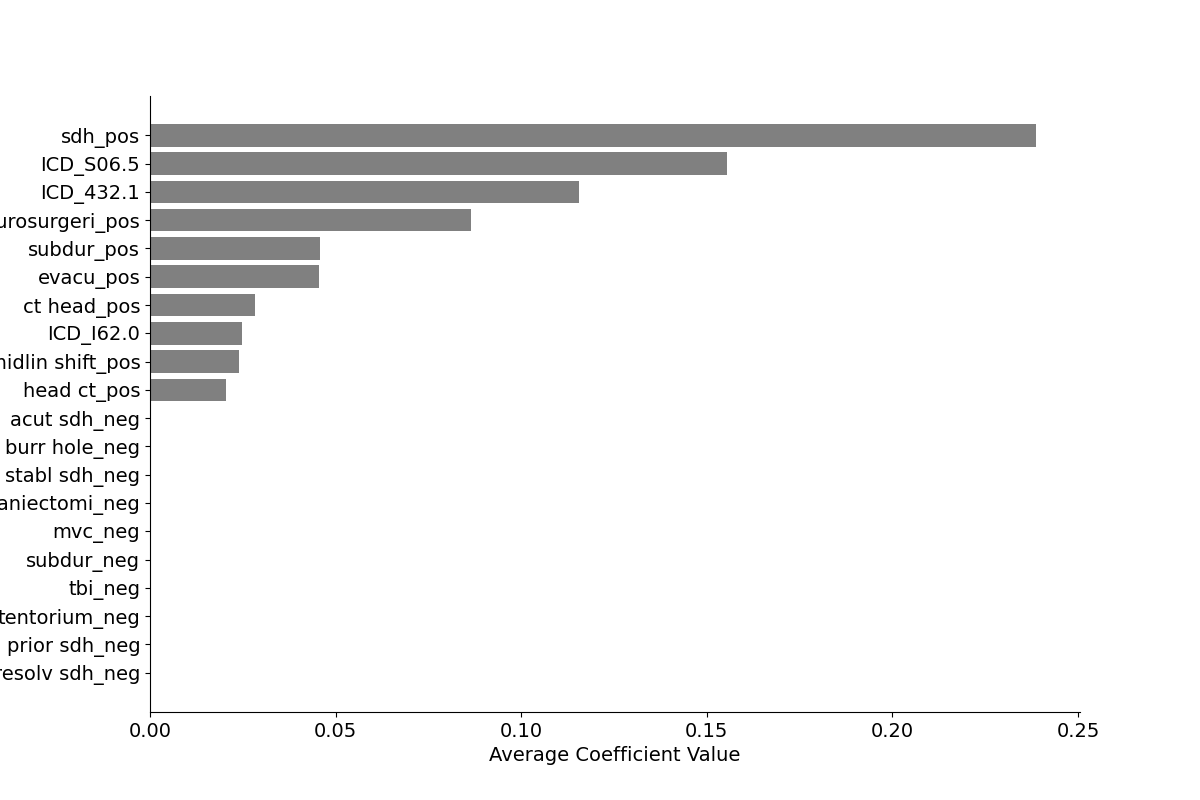 sdh_pos
ICD_S06.5
ICD_432.1
urosurgeri_pos
subdur_pos
evacu_pos
ct head_pos
ICD_I62.0
idlin shift_pos
head ct_pos
acut sdh_neg
burr hole_neg
stabl sdh_neg
aniectomi_neg
mvc_neg
subdur_neg
tbi_neg
tentorium_neg
prior sdh_neg
resolv sdh_neg
0.00 0.05 0.10 0.15 0.20 0.25
Average Coefficient Value